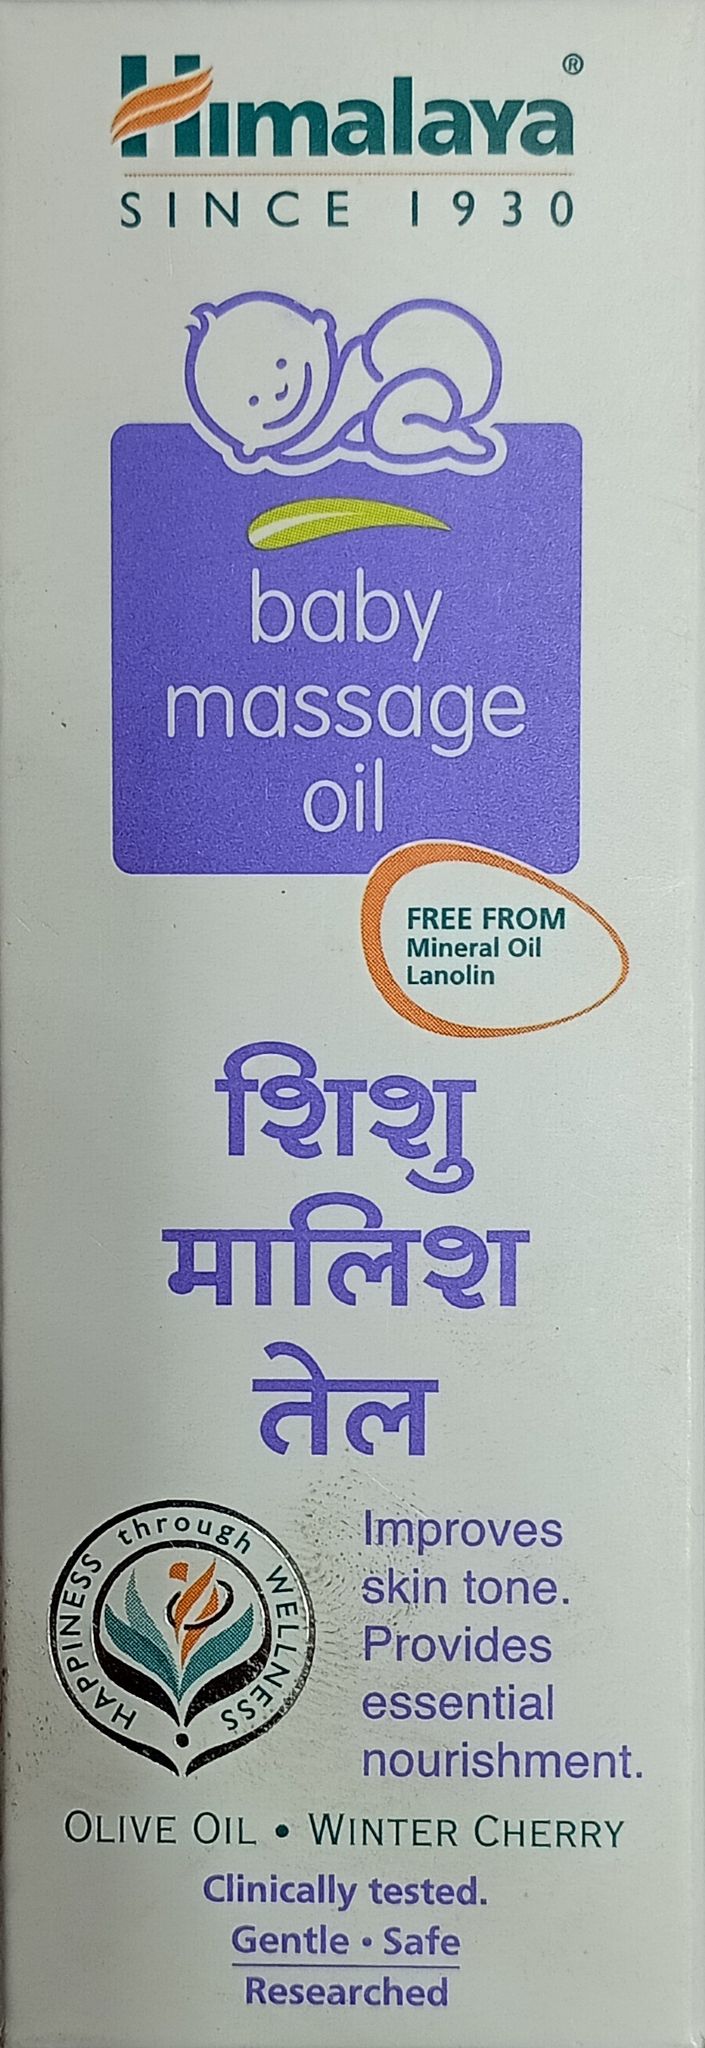 Himalaya®
SINCE 1930
baby
massage
oil
FREE FROM
Mineral Oil
Lanolin
शिशु
मालिश
तेल
HAPPINESS through WELLNESS
Improves
skin tone.
Provides
essential
nourishment.
OLIVE OIL • WINTER CHERRY
Clinically tested.
Gentle • Safe
Researched